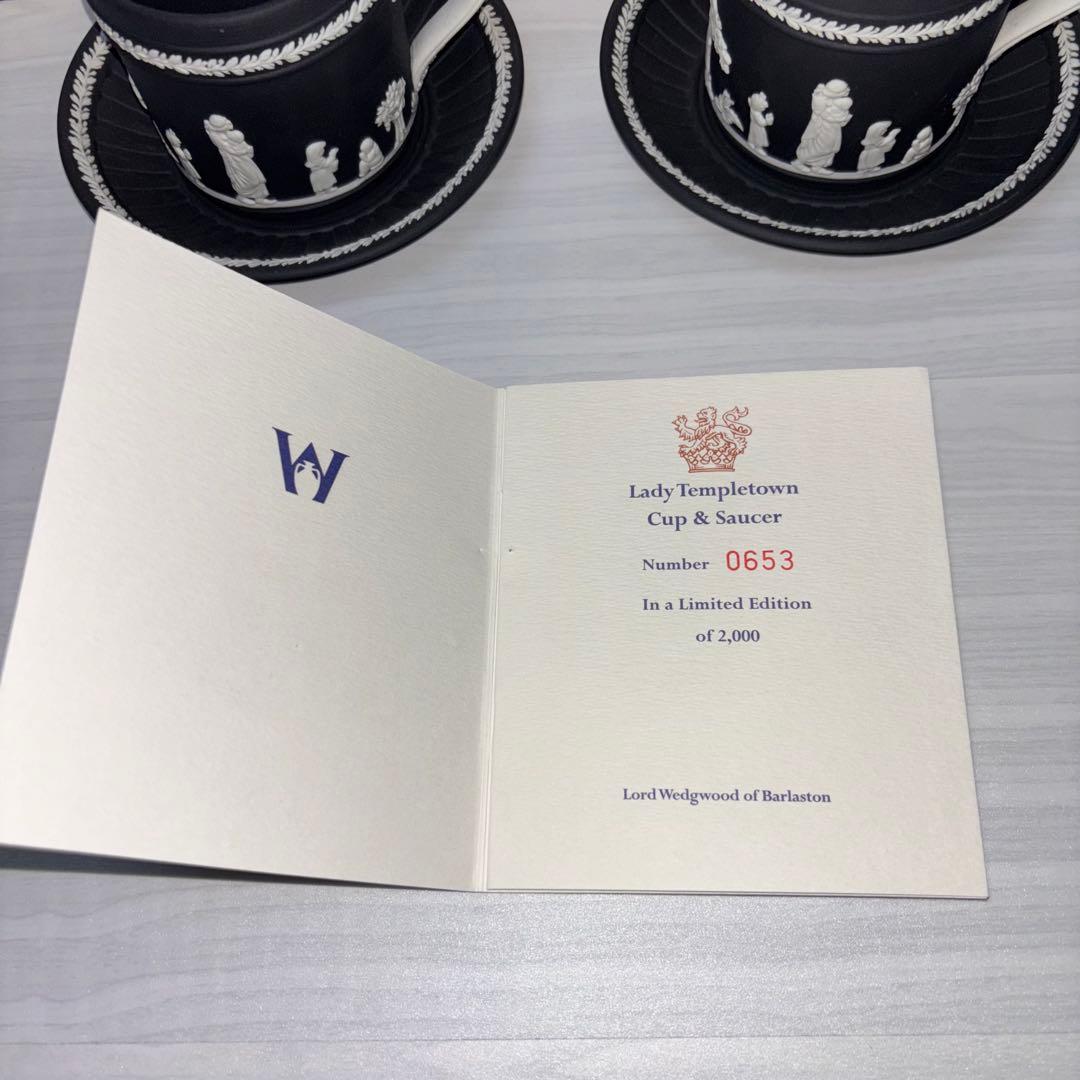 W
Lady Templetown
Cup & Saucer
Number 0653
In a Limited Edition
of 2,000
Lord Wedgwood of Barlaston